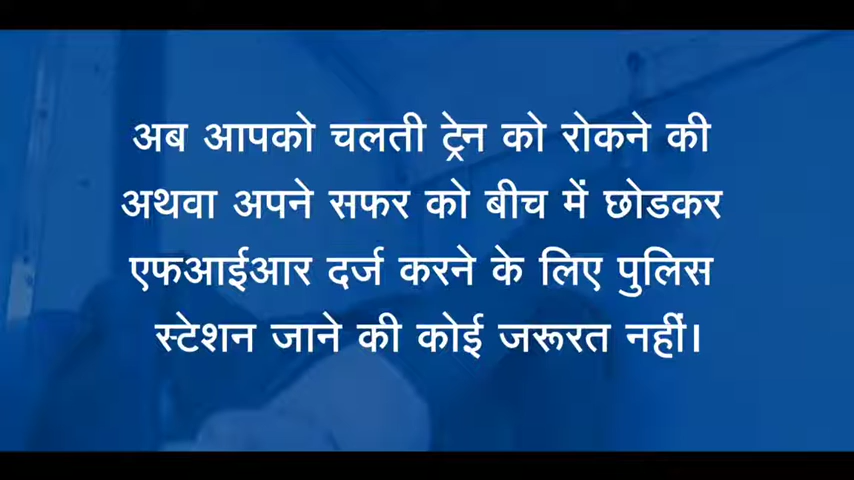 अब आपको चलती ट्रेन को रोकने की
अथवा अपने सफर को बीच में छोडकर
एफआईआर दर्ज करने के लिए पुलिस
स्टेशन जाने की कोई जरूरत नहीं।